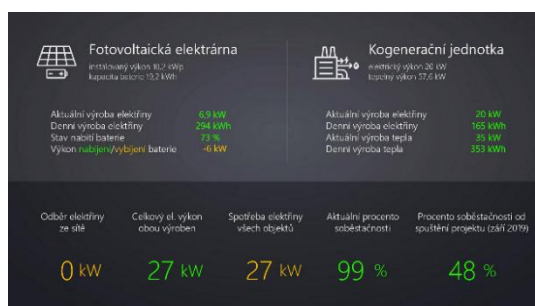 Fotovoltaická elektrárna
instalovaný výkon 10,2 kWp
kapacita baterie 19,2 kWh
Aktuální výroba elektřiny 6,9 kW
Denní výroba elektřiny 294 kWh
Stav nabití baterie 73 %
Výkon nabíjení/vybíjení baterie -6 kW
Kogenerační jednotka
elektrický výkon 20 kW
tepelný výkon 57,6 kW
Aktuální výroba elektřiny 20 kW
Denní výroba elektřiny 165 kWh
Aktuální výroba tepla 35 kW
Denní výroba tepla 353 kWh
Odběr elektřiny
ze sítě
0 kW
Celkový el. výkon
obou výroben
27 kW
Spotřeba elektřiny
všech objektů
27 kW
Aktuální procento
soběstačnosti
99 %
Procento soběstačnosti od
spuštění projektu (září 2019)
48 %